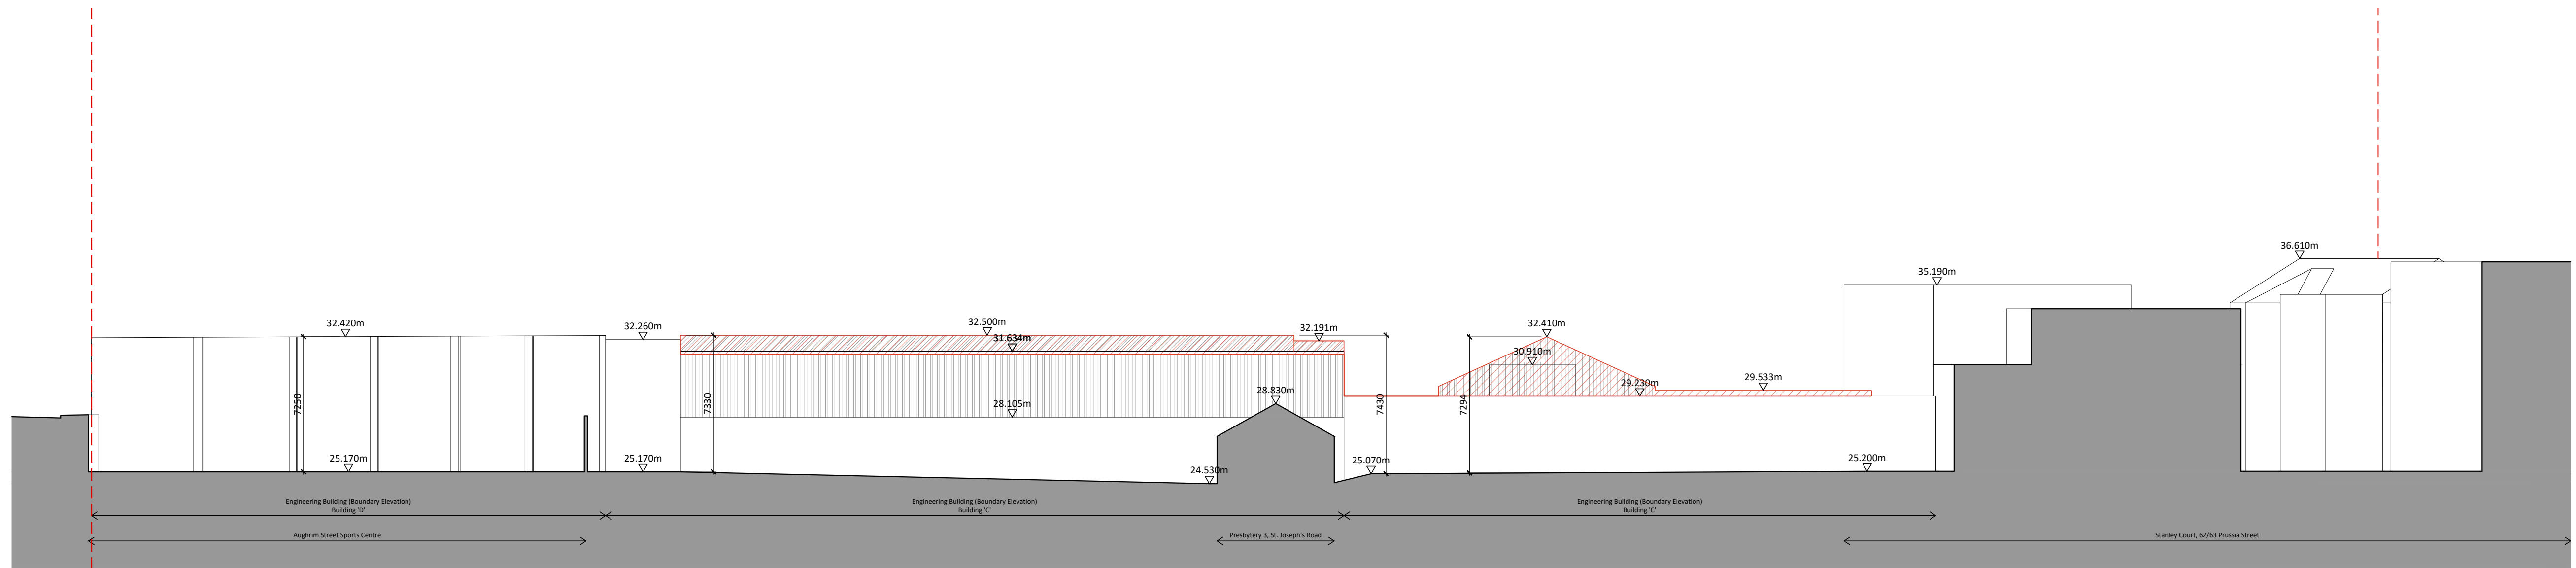 36.610m
35.190m
32.420m
32.260m
32.500m
32.191m
32.410m
31.634m
30.910m
29.230m
29.533m
28.830m
28.105m
7250
7330
7430
7294
25.170m
25.170m
24.530m
25.070m
25.200m
Engineering Building (Boundary Elevation)
Building 'D'
Engineering Building (Boundary Elevation)
Building 'C'
Engineering Building (Boundary Elevation)
Building 'C'
Aughrim Street Sports Centre
Presbytery 3, St. Joseph's Road
Stanley Court, 62/63 Prussia Street